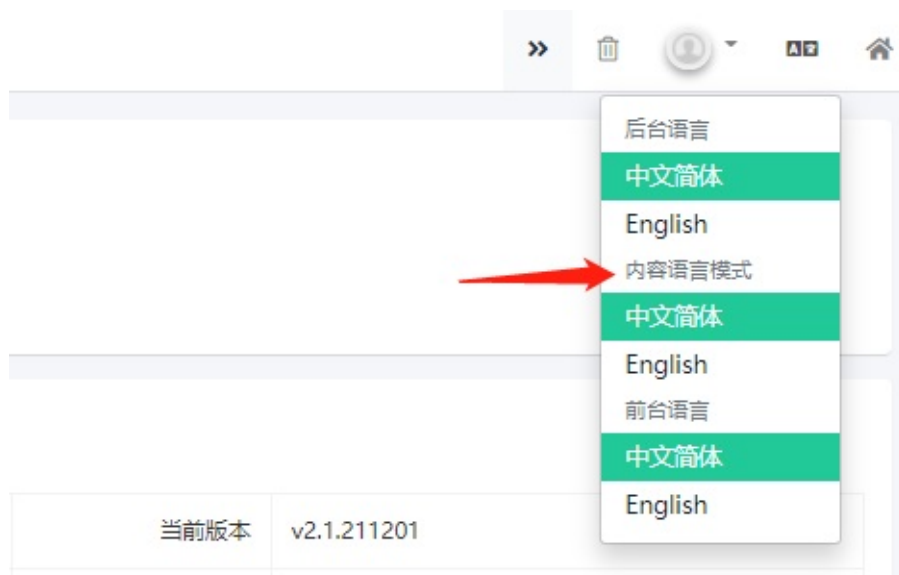 后台语言
中文简体
English
内容语言模式
中文简体
English
前台语言
中文简体
English
当前版本 v2.1.211201